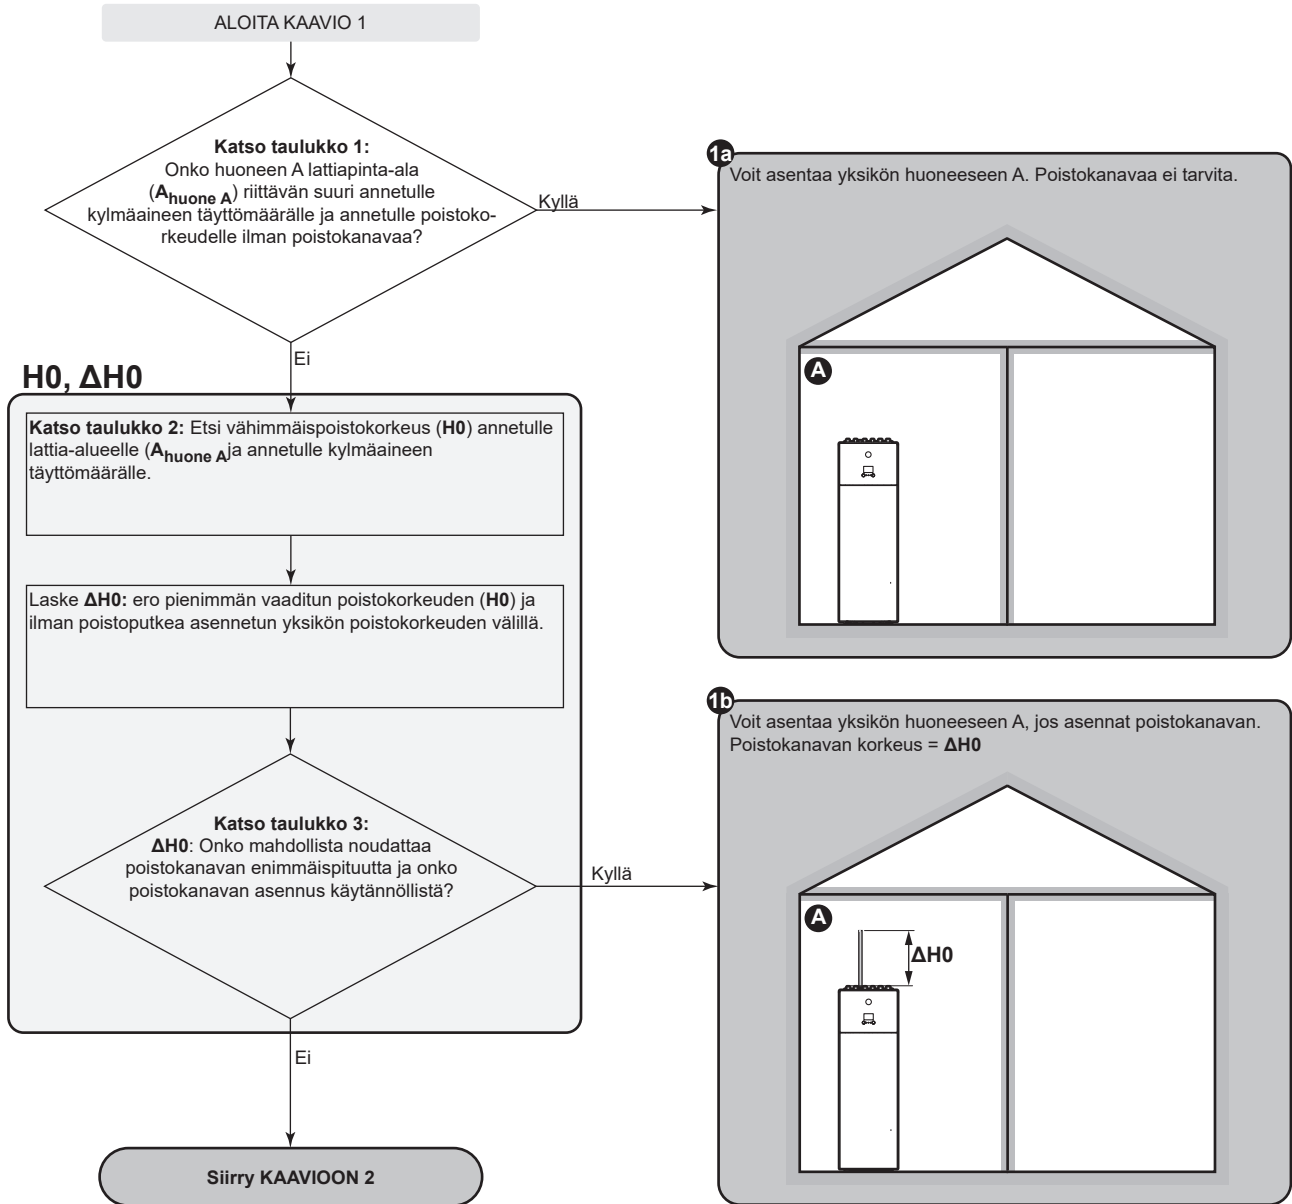 ALOITA KAAVIO 1
Katso taulukko 1:
Onko huoneen A lattiapinta-ala
(Ahuone A) riittävän suuri annetulle
kylmäaineen täyttömäärälle ja annetulle poistoko-
rkeudelle ilman poistokanavaa?
Kyllä
Ei
1a
Voit asentaa yksikön huoneeseen A. Poistokanavaa ei tarvita.
A
H0, ΔH0
Katso taulukko 2: Etsi vähimmäispoistokorkeus (H0) annetulle
lattia-alueelle (Ahuone Aja annetulle kylmäaineen
täyttömäärälle.
Laske ΔH0: ero pienimmän vaaditun poistokorkeuden (H0) ja
ilman poistoputkea asennetun yksikön poistokorkeuden välillä.
Katso taulukko 3:
ΔH0: Onko mahdollista noudattaa
poistokanavan enimmäispituutta ja onko
poistokanavan asennus käytännöllistä?
Kyllä
Ei
1b
Voit asentaa yksikön huoneeseen A, jos asennat poistokanavan.
Poistokanavan korkeus = ΔH0
A
ΔH0
Siirry KAAVIOON 2